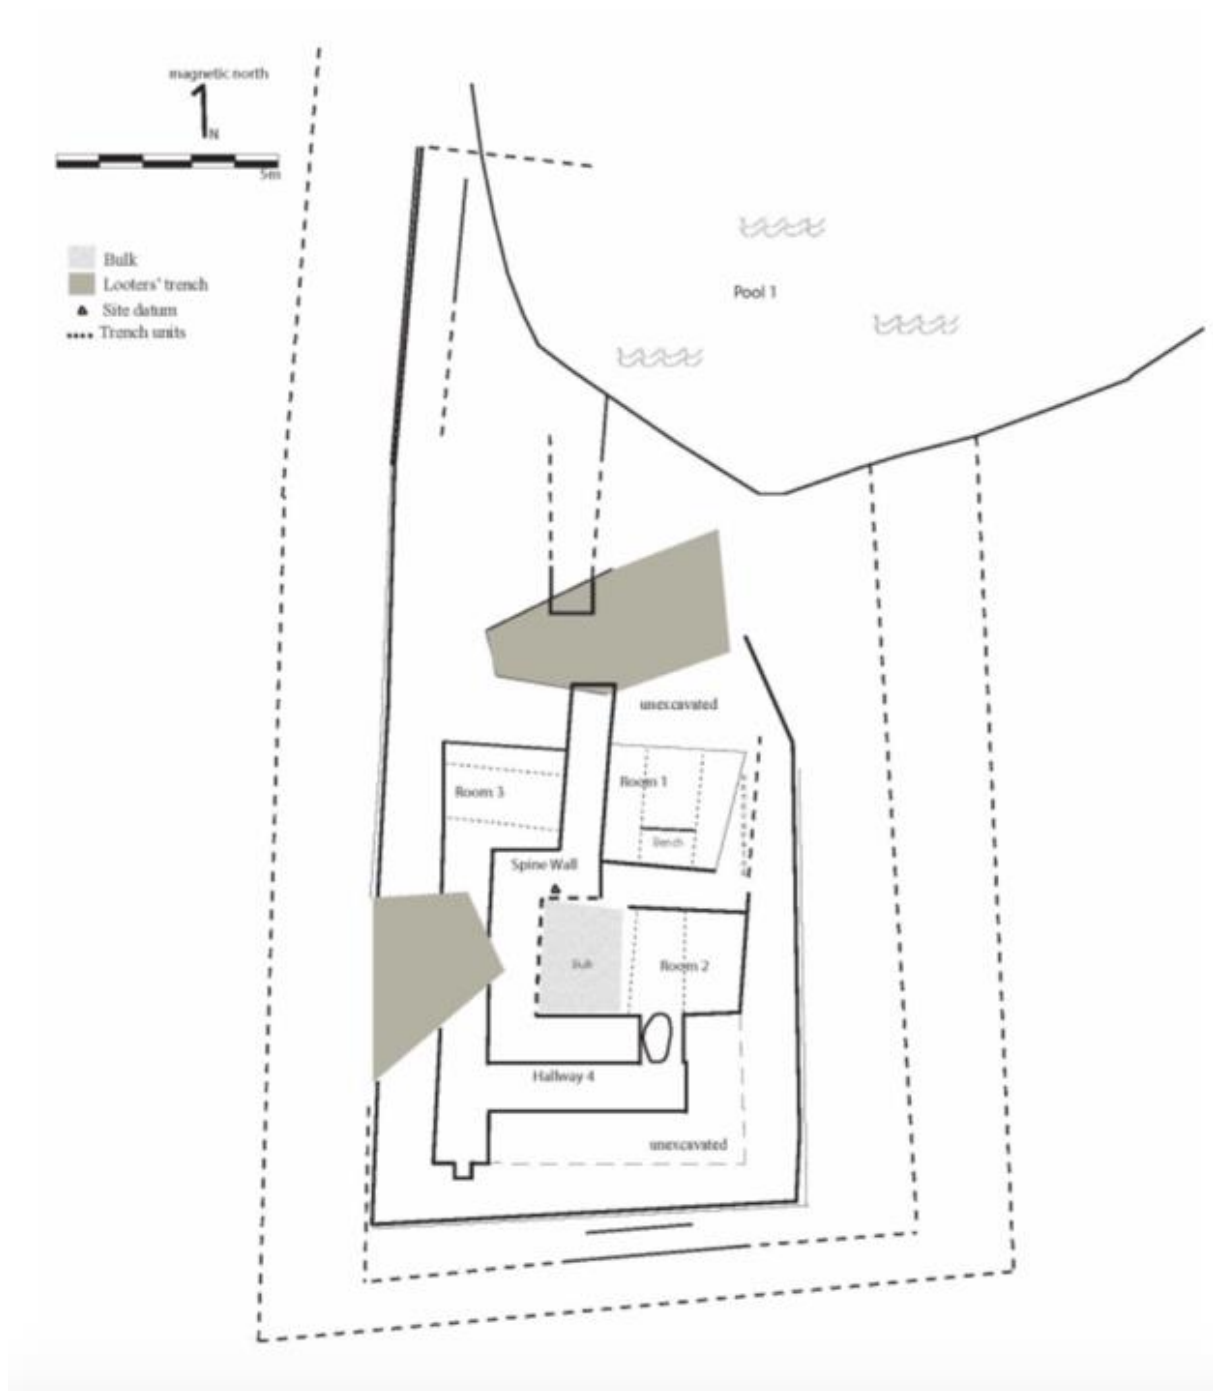 magnetic north
N
5m
Bulk
Looters' trench
Site datum
Trench units
Pool 1
unexcavated
Room 3
Room 1
Bench
Spine Wall
Bulk
Room 2
Hallway 4
unexcavated